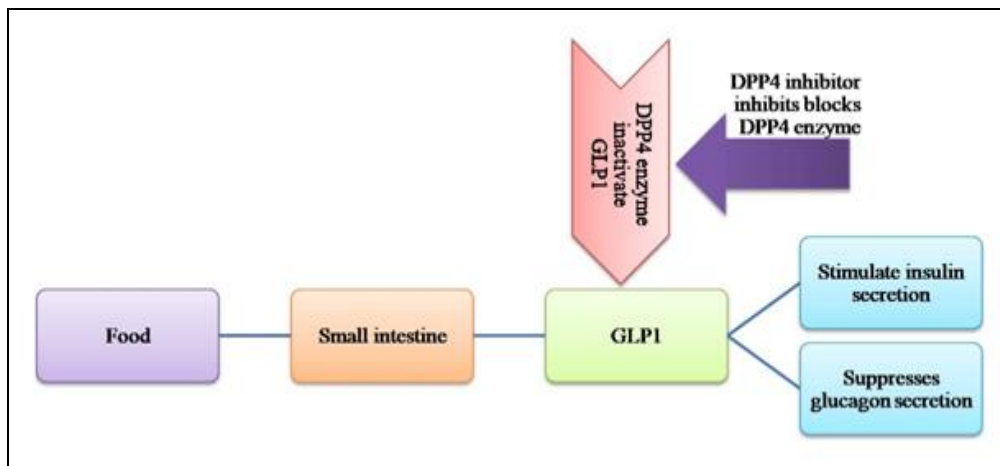 DPP4 inhibitor
inhibits blocks
DPP4 enzyme
DPP4 enzyme
inactivate
GLP1
Food
Small intestine
GLP1
Stimulate insulin
secretion
Suppresses
glucagon secretion